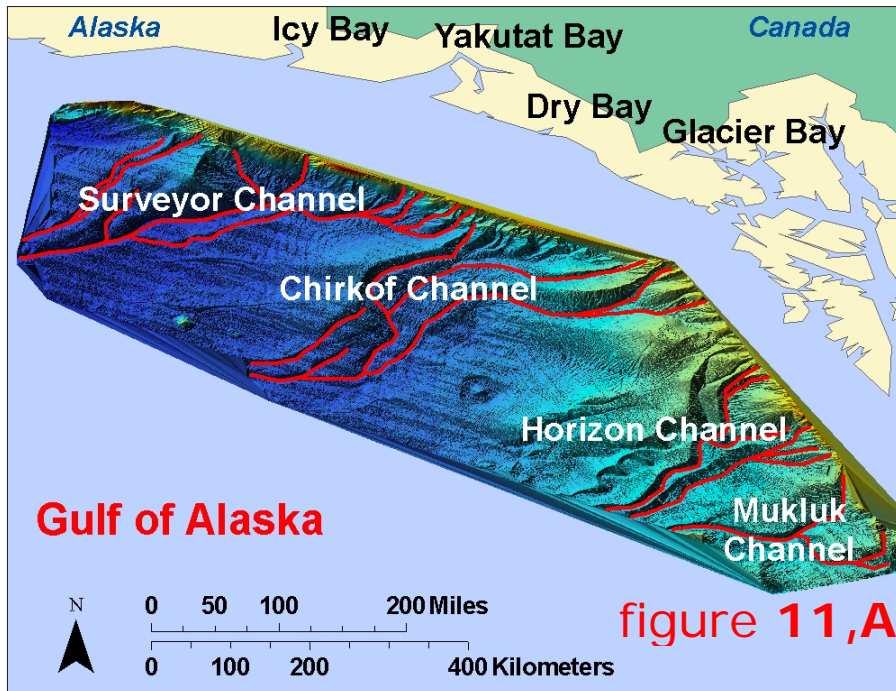 Alaska
Icy Bay
Yakutat Bay
Canada
Dry Bay
Glacier Bay
Surveyor Channel
Chirkof Channel
Horizon Channel
Mukluk
Channel
Gulf of Alaska
N
0 50 100 200 Miles
0 100 200 400 Kilometers
figure 11,A